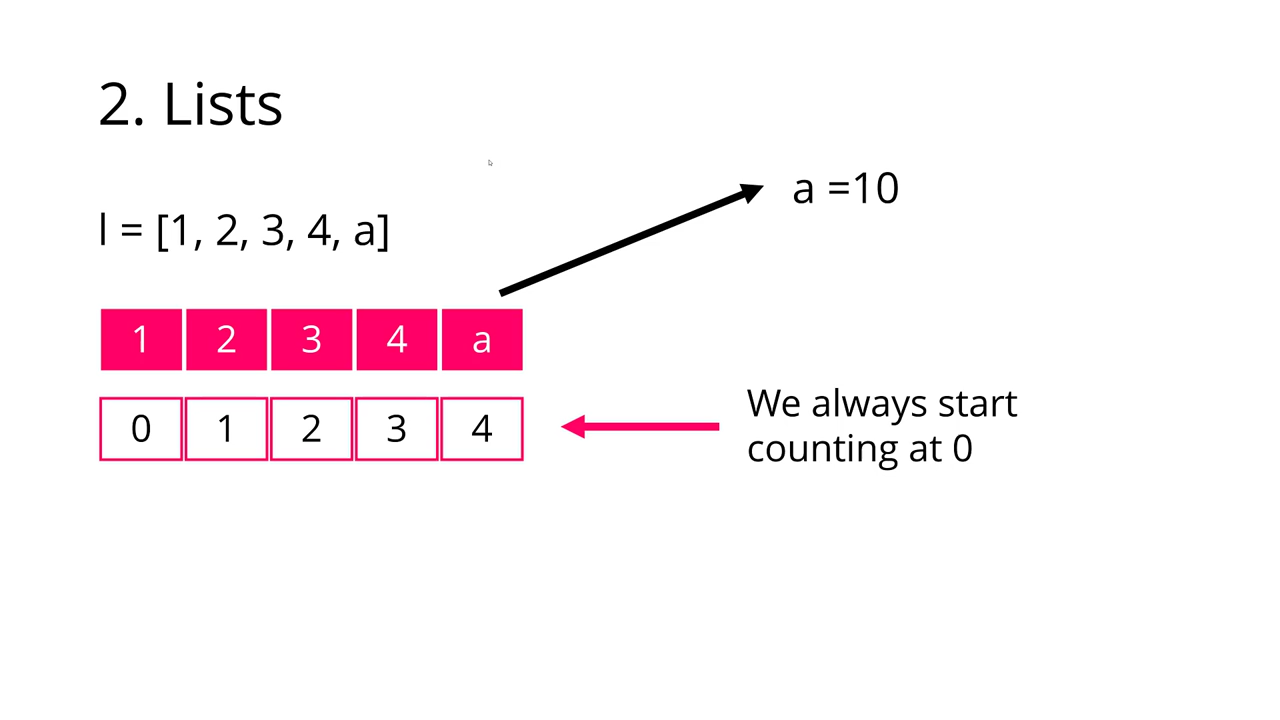 2. Lists
a =10
l = [1, 2, 3, 4, a]
1 2 3 4 a
0 1 2 3 4
We always start
counting at 0